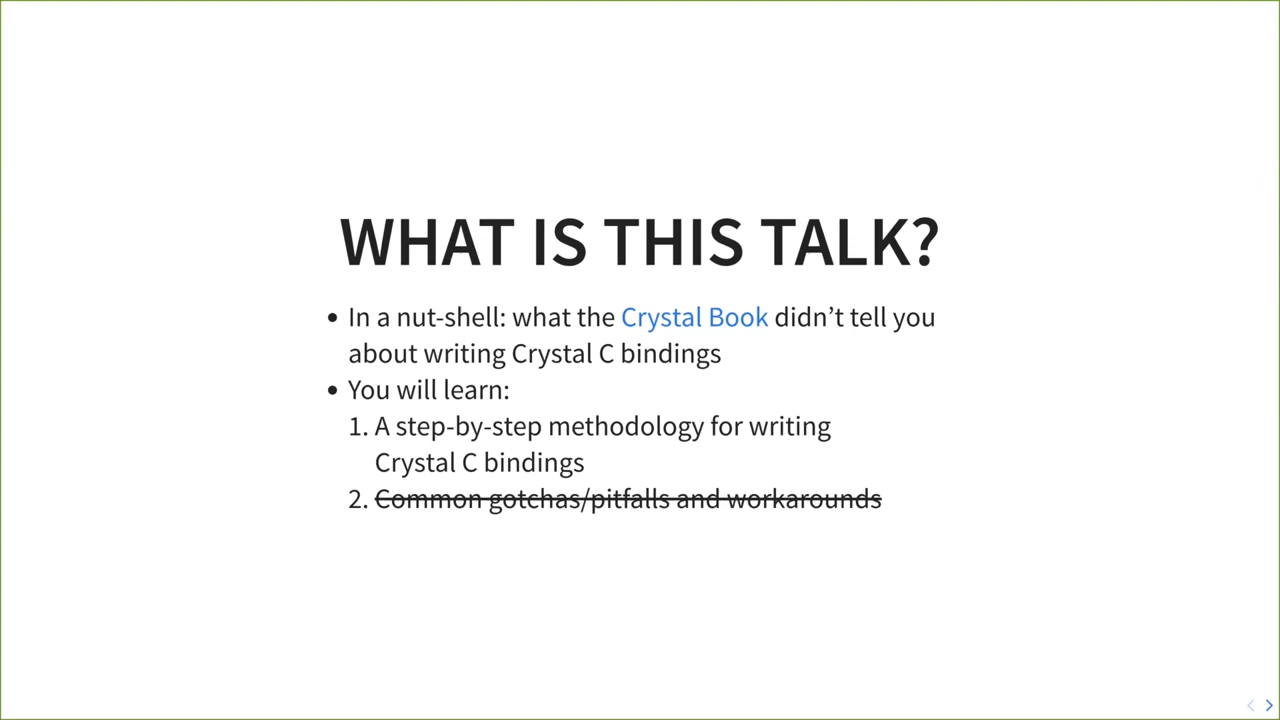 WHAT IS THIS TALK?
• In a nut-shell: what the Crystal Book didn’t tell you
about writing Crystal C bindings
• You will learn:
1. A step-by-step methodology for writing
Crystal C bindings
2. Common gotchas/pitfalls and workarounds